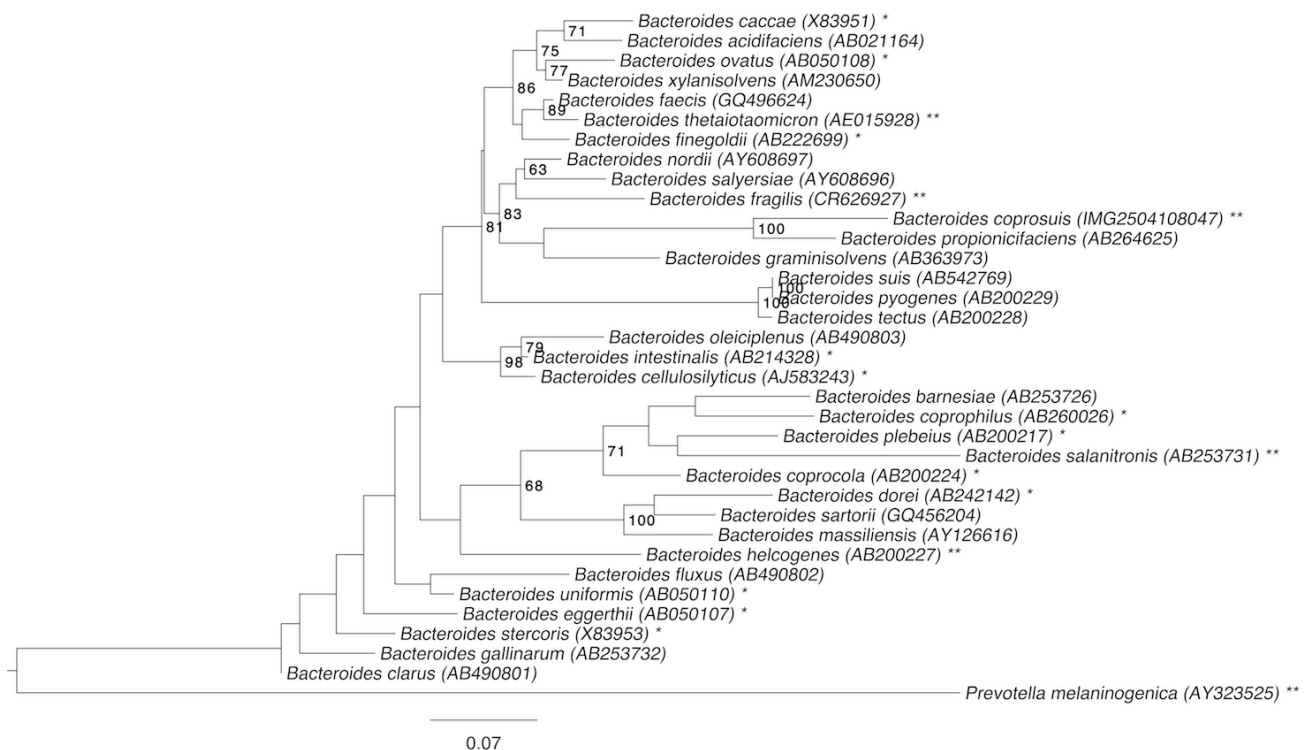 Bacteroides caccae (X83951) *
71
Bacteroides acidifaciens (AB021164)
75
Bacteroides ovatus (AB050108) *
77
Bacteroides xylanisolvens (AM230650)
86
Bacteroides faecis (GQ496624)
89
Bacteroides thetaiotaomicron (AE015928) **
Bacteroides finegoldii (AB222699) *
Bacteroides nordii (AY608697)
63
Bacteroides salyersiae (AY608696)
Bacteroides fragilis (CR626927) **
83
Bacteroides coprosuis (IMG2504108047) **
81
100
Bacteroides propionicifaciens (AB264625)
Bacteroides graminisolvens (AB363973)
Bacteroides suis (AB542769)
100
Bacteroides pyogenes (AB200229)
100
Bacteroides tectus (AB200228)
Bacteroides oleiciplenus (AB490803)
79
Bacteroides intestinalis (AB214328) *
98
Bacteroides cellulosilyticus (AJ583243) *
Bacteroides barnesiae (AB253726)
Bacteroides coprophilus (AB260026) *
Bacteroides plebeius (AB200217) *
71
Bacteroides salanitronis (AB253731) **
Bacteroides coprocola (AB200224) *
68
Bacteroides dorei (AB242142) *
Bacteroides sartorii (GQ456204)
100
Bacteroides massiliensis (AY126616)
Bacteroides helcogenes (AB200227) **
Bacteroides fluxus (AB490802)
Bacteroides uniformis (AB050110) *
Bacteroides eggerthii (AB050107) *
Bacteroides stercoris (X83953) *
Bacteroides gallinarum (AB253732)
Bacteroides clarus (AB490801)
Prevotella melaninogenica (AY323525) **
0.07